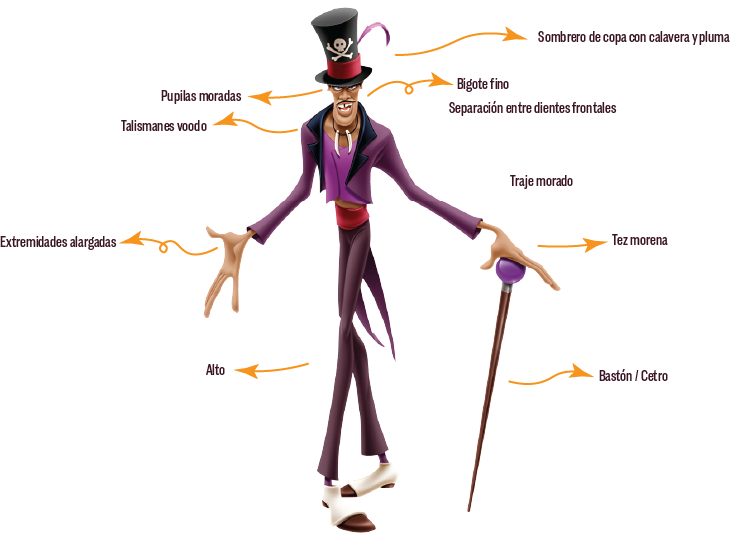 Sombrero de copa con calavera y pluma
Pupilas moradas
Bigote fino
Talismanes voodo
Separación entre dientes frontales
Traje morado
Extremidades alargadas
Tez morena
Alto
Bastón / Cetro